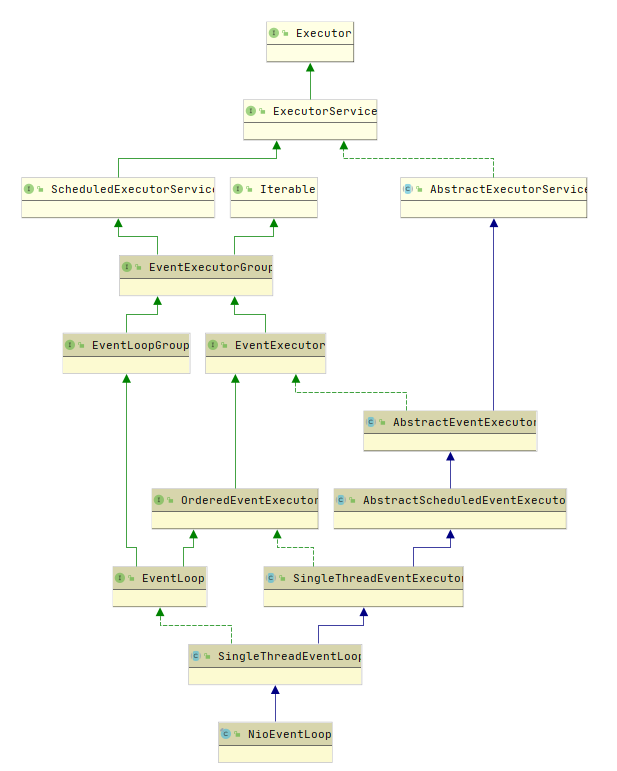 Executor
ExecutorService
ScheduledExecutorService
Iterable
AbstractExecutorService
EventExecutorGroup
EventLoopGroup
EventExecutor
AbstractEventExecutor
OrderedEventExecutor
AbstractScheduledEventExecuto
EventLoop
SingleThreadEventExecutor
SingleThreadEventLoop
NioEventLoop